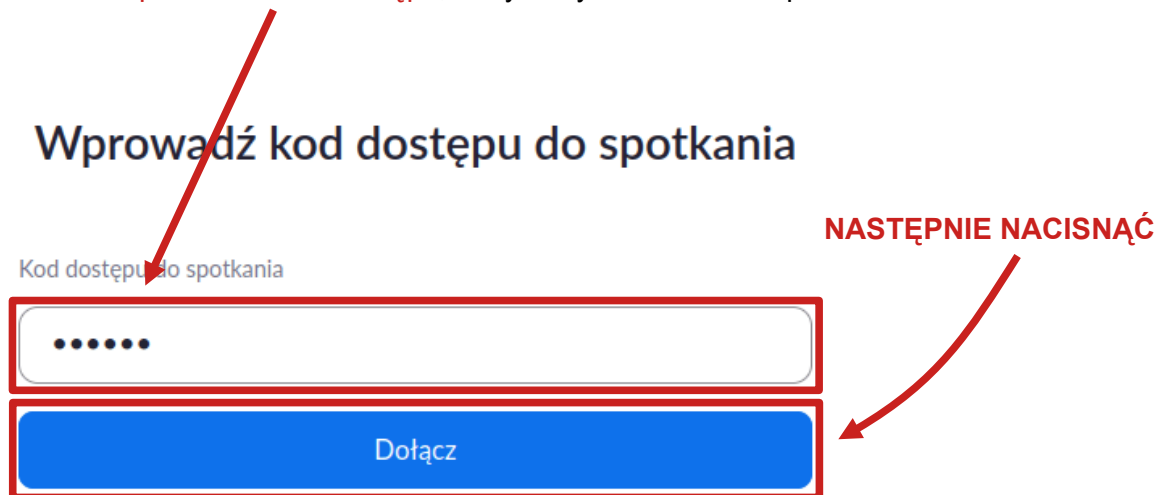 Wprowadź kod dostępu do spotkania
NASTĘPNIE NACISNĄĆ
Kod dostępu do spotkania
••••••
Dołącz